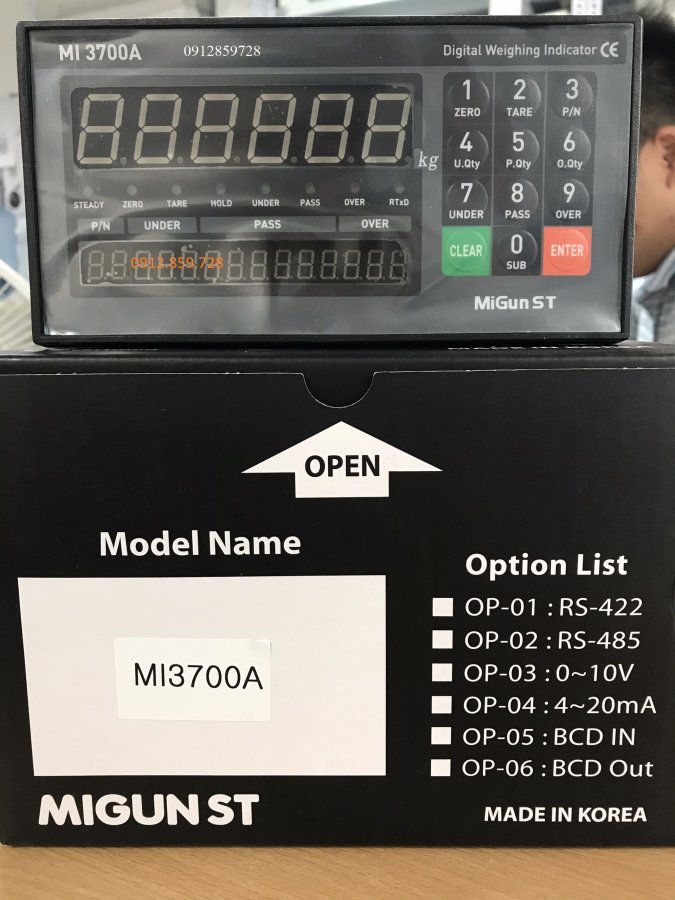 MI 3700A 0912859728 Digital Weighing Indicator CE
kg
STEADY ZERO TARE HOLD UNDER PASS OVER RTxD
P/N UNDER PASS OVER
0912.859.728
1 2 3
ZERO TARE P/N
4 5 6
U.Qty P.Qty O.Qty
7 8 9
UNDER PASS OVER
CLEAR 0 ENTER
SUB
MiGun ST
OPEN
Model Name
MI3700A
MIGUN ST
Option List
OP-01 : RS-422
OP-02 : RS-485
OP-03 : 0~10V
OP-04 : 4~20mA
OP-05 : BCD IN
OP-06 : BCD Out
MADE IN KOREA